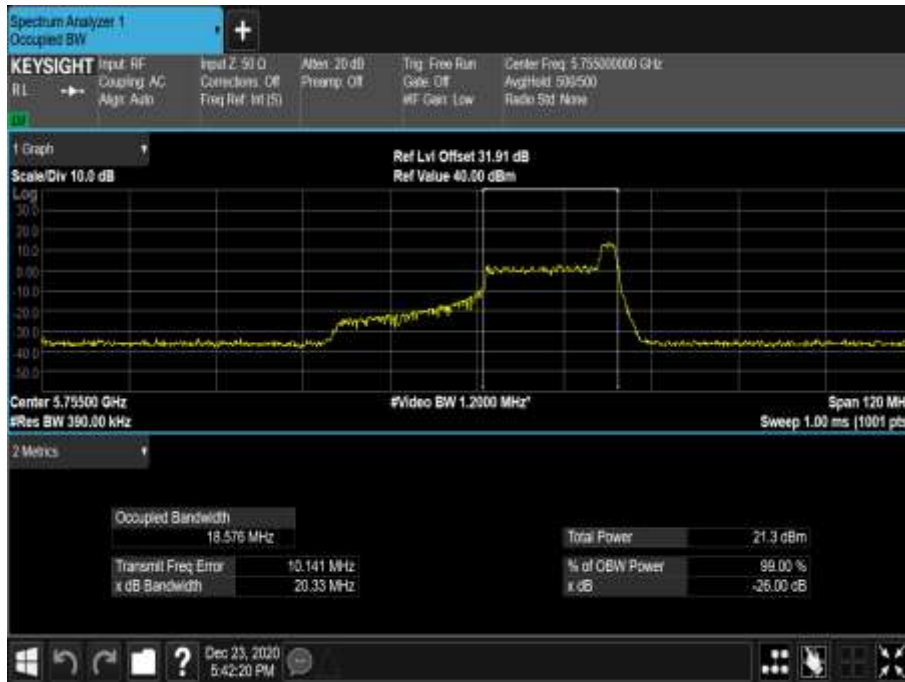 Spectrum Analyzer 1
Occupied BW
KEYSIGHT
RL
Input: RF
Coupling: AC
Align: Auto
Input Z: 50 Ω
Corrections: Off
Freq Ref: Int (S)
Atten: 20 dB
Preamp: Off
Trig: Free Run
Gate: Off
#IF Gain: Low
Center Freq: 5.755000000 GHz
Avg|Hold: 500/500
Radio Std: None
1 Graph
Scale/Div 10.0 dB
Ref Lvl Offset 31.91 dB
Ref Value 40.00 dBm
Log
30.0
20.0
10.0
0.00
-10.0
-20.0
-30.0
-40.0
-50.0
Center 5.75500 GHz
#Video BW 1.2000 MHz*
Span 120 MH
#Res BW 390.00 kHz
Sweep 1.00 ms (1001 pts
2 Metrics
Occupied Bandwidth
18.576 MHz
Total Power 21.3 dBm
Transmit Freq Error 10.141 MHz
% of OBW Power 99.00 %
x dB Bandwidth 20.33 MHz
x dB -26.00 dB
Dec 23, 2020
5:42:20 PM